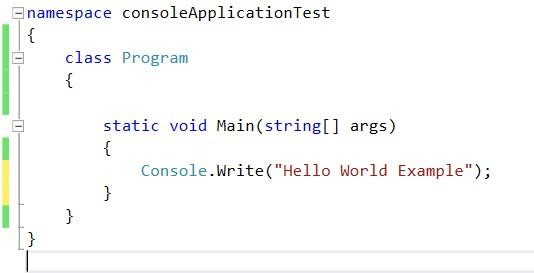 namespace consoleApplicationTest
{
    class Program
    {

        static void Main(string[] args)
        {
            Console.Write("Hello World Example");
        }
    }
}